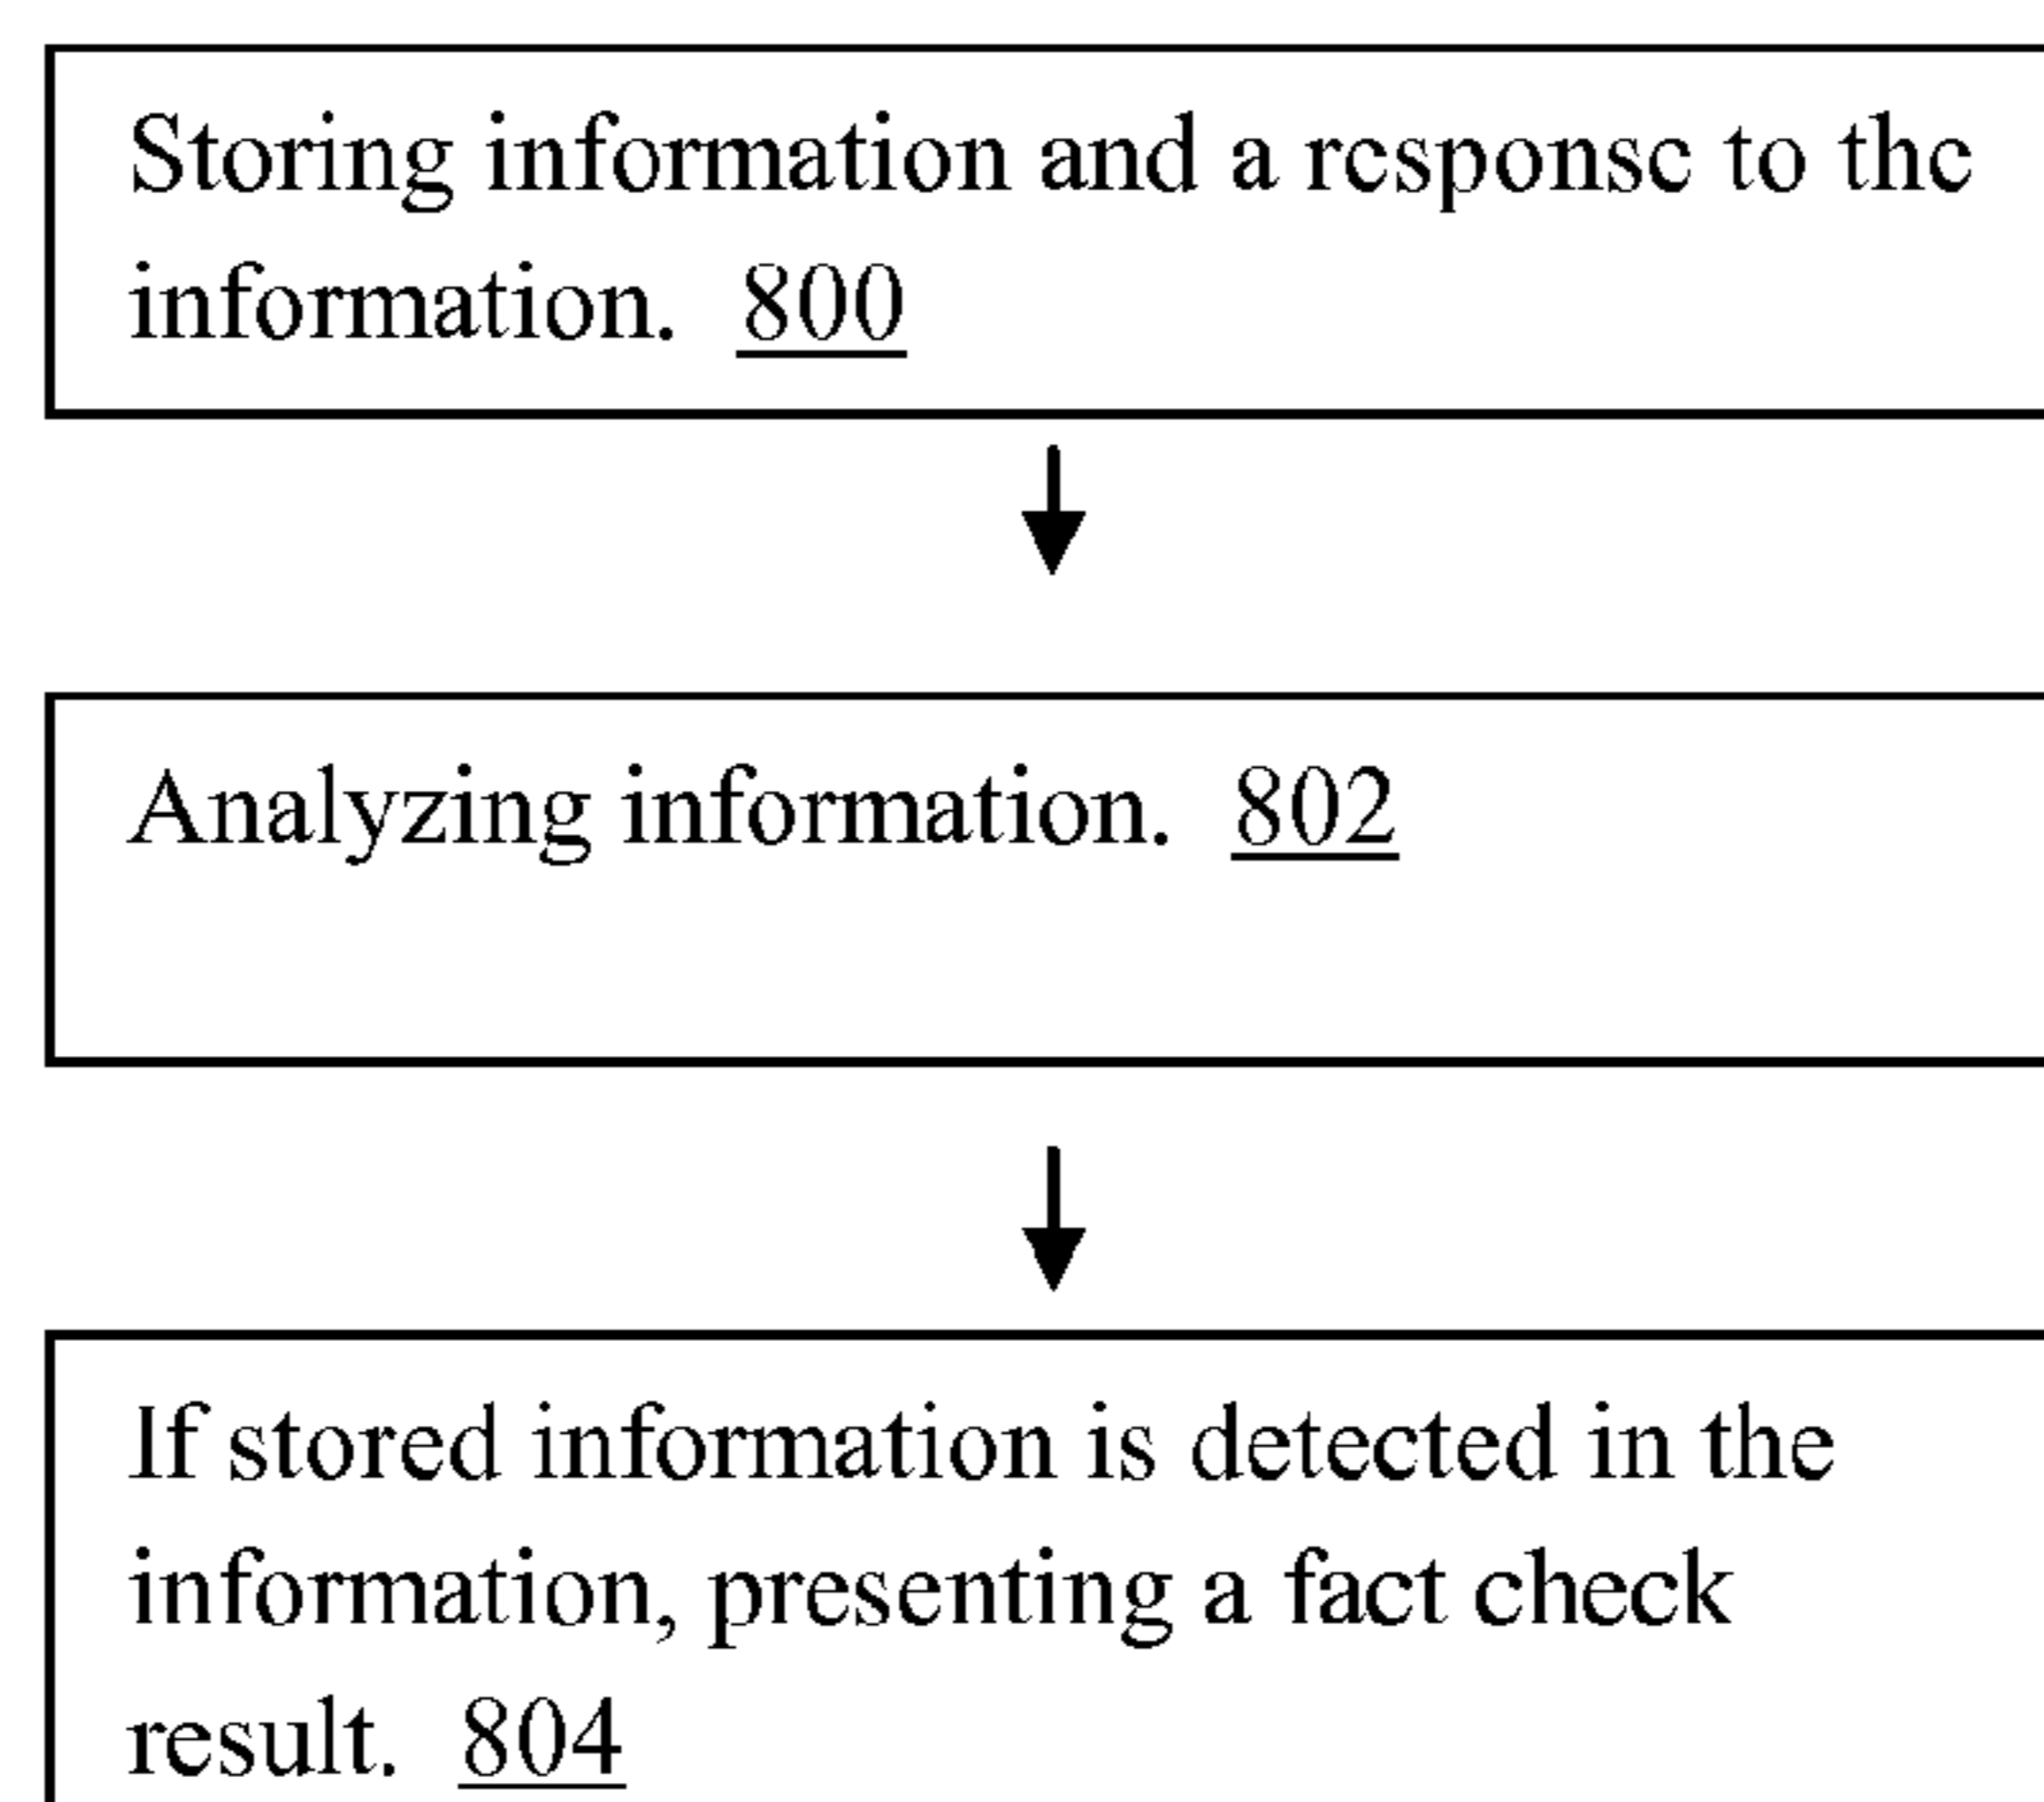 Storing information and a response to the
information. 800
Analyzing information. 802
If stored information is detected in the
information, presenting a fact check
result. 804